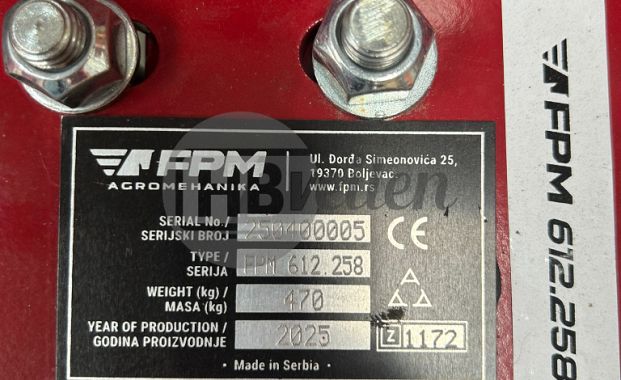 FPM
AGROMEHANIKA
Ul. Đorđa Simeonovića 25,
19370 Boljevac
www.fpm.rs
SERIAL No./
SERIJSKI BROJ
250400005
CE
TYPE /
SERIJA
FPM 612.258
WEIGHT (kg) /
MASA (kg)
470
A A A
YEAR OF PRODUCTION /
GODINA PROIZVODNJE
2025
Z 1172
• Made in Serbia •
FPM 612.258